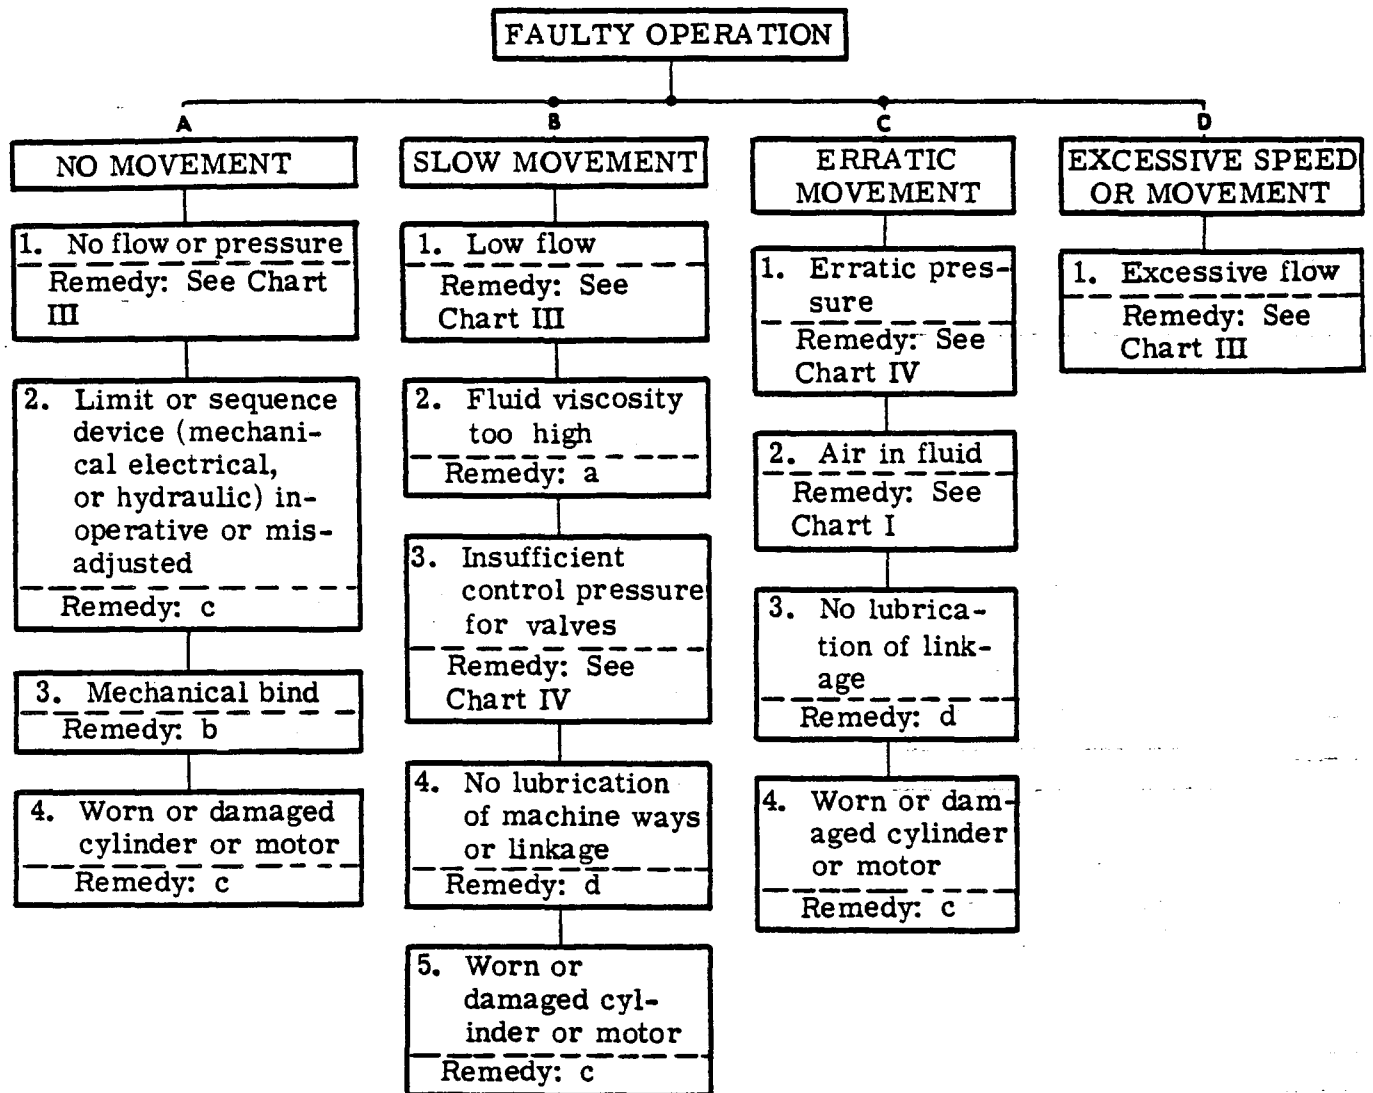 FAULTY OPERATION
A
NO MOVEMENT
1. No flow or pressure
Remedy: See Chart
III
2. Limit or sequence
device (mechani-
cal electrical,
or hydraulic) in-
operative or mis-
adjusted
Remedy: c
3. Mechanical bind
Remedy: b
4. Worn or damaged
cylinder or motor
Remedy: c
B
SLOW MOVEMENT
1. Low flow
Remedy: See
Chart III
2. Fluid viscosity
too high
Remedy: a
3. Insufficient
control pressure
for valves
Remedy: See
Chart IV
4. No lubrication
of machine ways
or linkage
Remedy: d
5. Worn or
damaged cyl-
inder or motor
Remedy: c
C
ERRATIC
MOVEMENT
1. Erratic pres-
sure
Remedy: See
Chart IV
2. Air in fluid
Remedy: See
Chart I
3. No lubrica-
tion of link-
age
Remedy: d
4. Worn or dam-
aged cylinder
or motor
Remedy: c
D
EXCESSIVE SPEED
OR MOVEMENT
1. Excessive flow
Remedy: See
Chart III